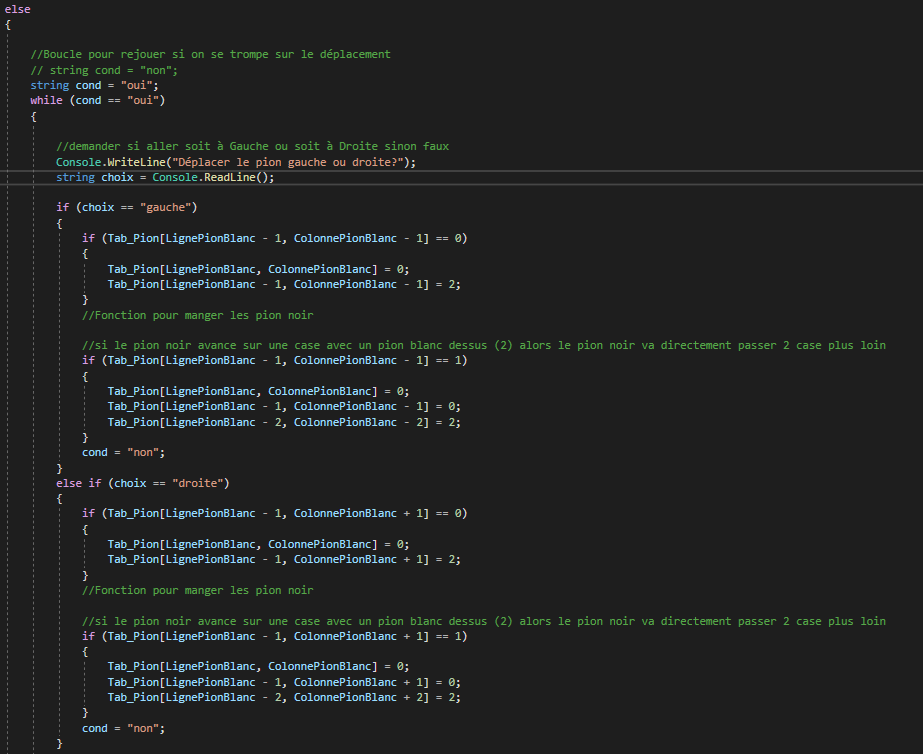 else
{
//Boucle pour rejouer si on se trompe sur le déplacement
// string cond = "non";
string cond = "oui";
while (cond == "oui")
{
//demander si aller soit à Gauche ou soit à Droite sinon faux
Console.WriteLine("Déplacer le pion gauche ou droite?");
string choix = Console.ReadLine();
if (choix == "gauche")
{
if (Tab_Pion[LignePionBlanc - 1, ColonnePionBlanc - 1] == 0)
{
Tab_Pion[LignePionBlanc, ColonnePionBlanc] = 0;
Tab_Pion[LignePionBlanc - 1, ColonnePionBlanc - 1] = 2;
}
//Fonction pour manger les pion noir
//si le pion noir avance sur une case avec un pion blanc dessus (2) alors le pion noir va directement passer 2 case plus loin
if (Tab_Pion[LignePionBlanc - 1, ColonnePionBlanc - 1] == 1)
{
Tab_Pion[LignePionBlanc, ColonnePionBlanc] = 0;
Tab_Pion[LignePionBlanc - 1, ColonnePionBlanc - 1] = 0;
Tab_Pion[LignePionBlanc - 2, ColonnePionBlanc - 2] = 2;
}
cond = "non";
}
else if (choix == "droite")
{
if (Tab_Pion[LignePionBlanc - 1, ColonnePionBlanc + 1] == 0)
{
Tab_Pion[LignePionBlanc, ColonnePionBlanc] = 0;
Tab_Pion[LignePionBlanc - 1, ColonnePionBlanc + 1] = 2;
}
//Fonction pour manger les pion noir
//si le pion noir avance sur une case avec un pion blanc dessus (2) alors le pion noir va directement passer 2 case plus loin
if (Tab_Pion[LignePionBlanc - 1, ColonnePionBlanc + 1] == 1)
{
Tab_Pion[LignePionBlanc, ColonnePionBlanc] = 0;
Tab_Pion[LignePionBlanc - 1, ColonnePionBlanc + 1] = 0;
Tab_Pion[LignePionBlanc - 2, ColonnePionBlanc + 2] = 2;
}
cond = "non";
}